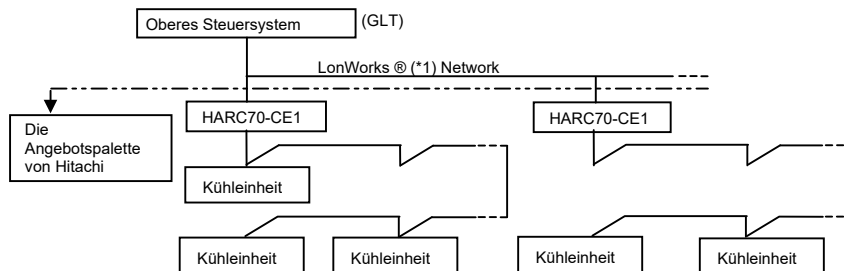 Oberes Steuersystem
(GLT)
LonWorks ® (*1) Network
HARC70-CE1
HARC70-CE1
Die
Angebotspalette
von Hitachi
Kühleinheit
Kühleinheit
Kühleinheit
Kühleinheit
Kühleinheit